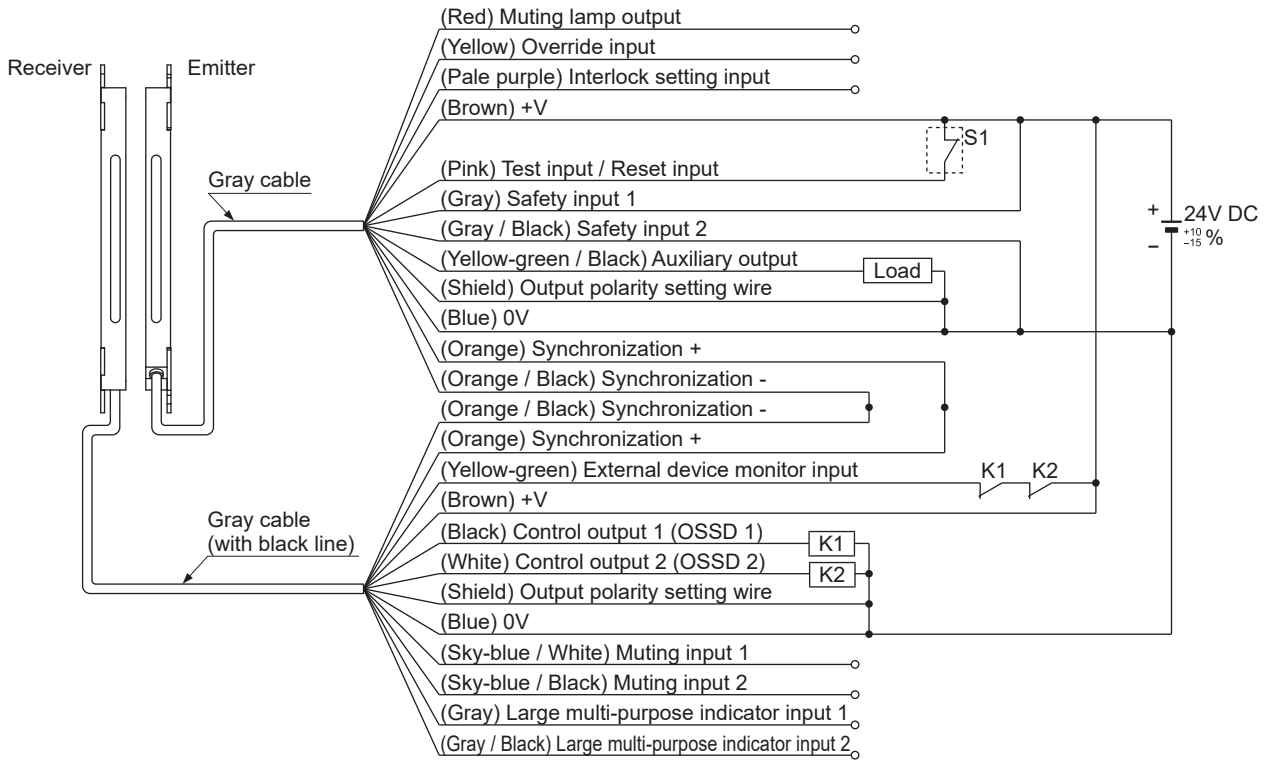 (Red) Muting lamp output
(Yellow) Override input
Receiver
Emitter
(Pale purple) Interlock setting input
(Brown) +V
S1
(Pink) Test input / Reset input
Gray cable
(Gray) Safety input 1
+
24V DC
(Gray / Black) Safety input 2
+10
−15 %
−
(Yellow-green / Black) Auxiliary output
Load
(Shield) Output polarity setting wire
(Blue) 0V
(Orange) Synchronization +
(Orange / Black) Synchronization -
(Orange / Black) Synchronization -
(Orange) Synchronization +
(Yellow-green) External device monitor input
K1
K2
(Brown) +V
Gray cable
(with black line)
(Black) Control output 1 (OSSD 1)
K1
(White) Control output 2 (OSSD 2)
K2
(Shield) Output polarity setting wire
(Blue) 0V
(Sky-blue / White) Muting input 1
(Sky-blue / Black) Muting input 2
(Gray) Large multi-purpose indicator input 1
(Gray / Black) Large multi-purpose indicator input 2